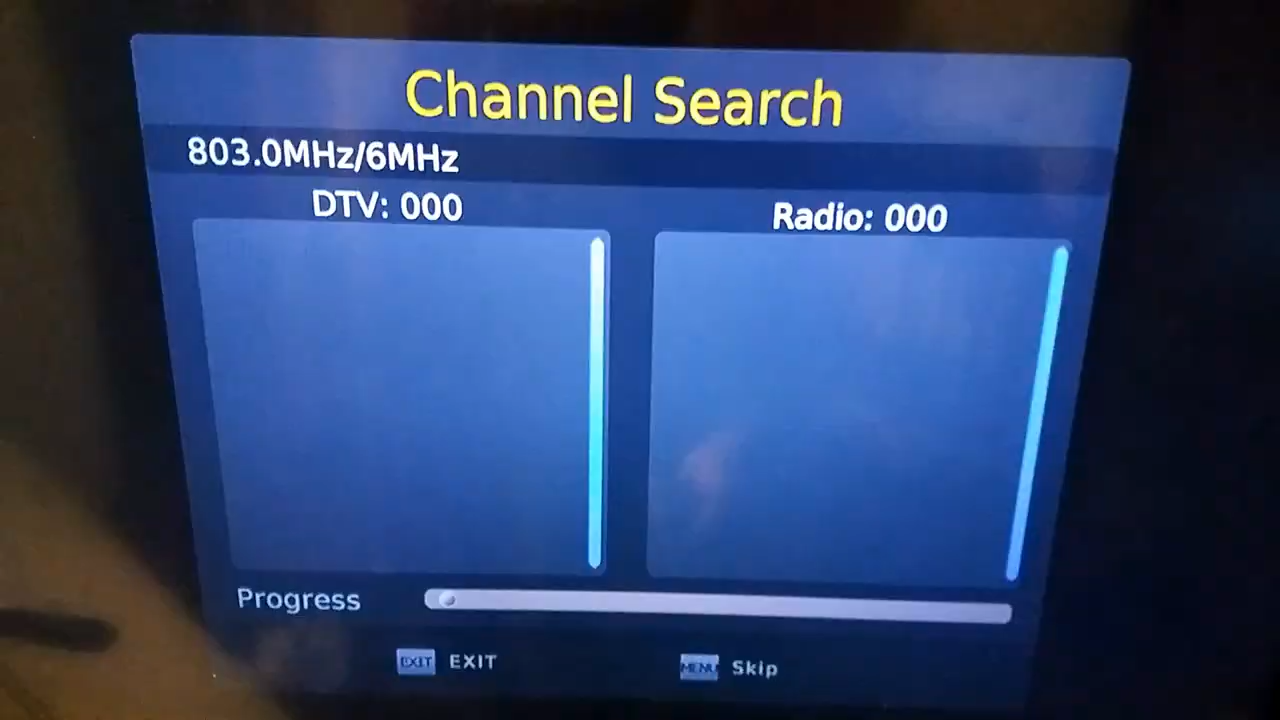 Channel Search
803.0MHz/6MHz
DTV: 000
Radio: 000
Progress
EXIT EXIT
MENU Skip